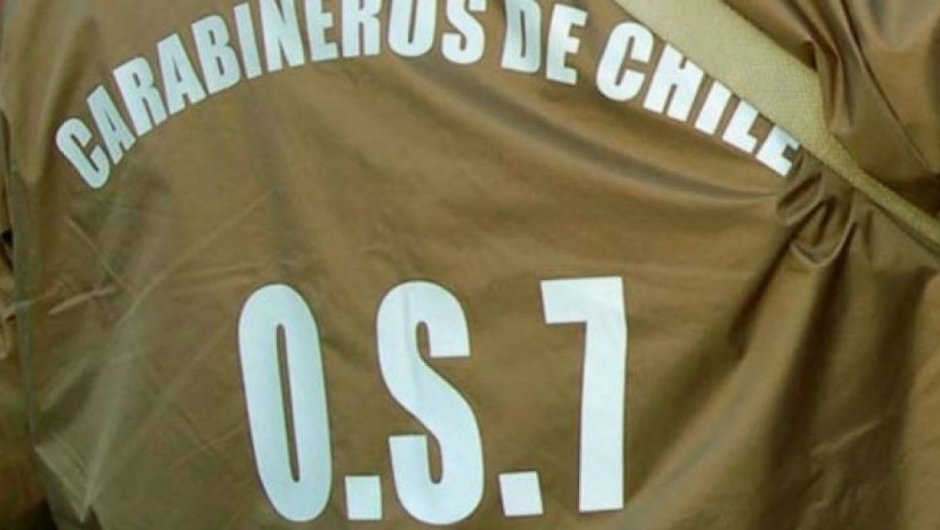 CARABINEROS DE CHILE
O.S.7